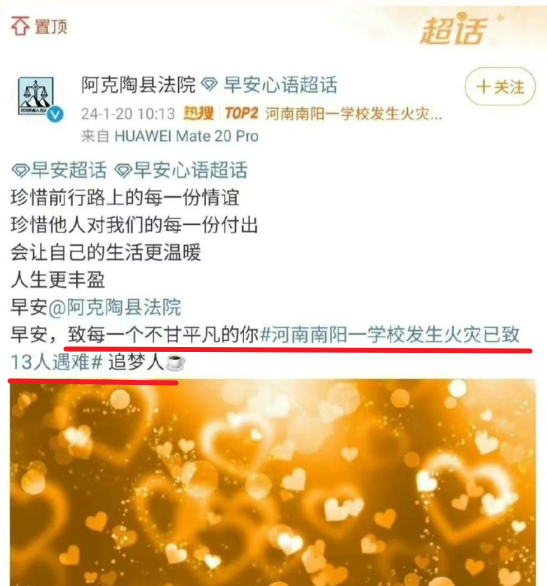 置顶
超话
阿克陶县法院 早安心语超话
+关注
24-1-20 10:13 热搜 TOP2 河南南阳一学校发生火灾...
来自 HUAWEI Mate 20 Pro
早安超话 早安心语超话
珍惜前行路上的每一份情谊
珍惜他人对我们的每一份付出
会让自己的生活更温暖
人生更丰盈
早安@阿克陶县法院
早安，致每一个不甘平凡的你#河南南阳一学校发生火灾已致
13人遇难# 追梦人